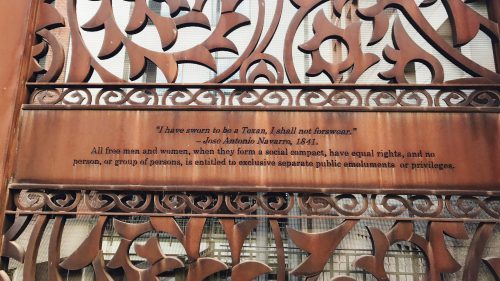 "I have sworn to be a Texan, I shall not forswear."
- Jose Antonio Navarro, 1841.
All free men and women, when they form a social compact, have equal rights, and no
person, or group of persons, is entitled to exclusive separate public emoluments or privileges.